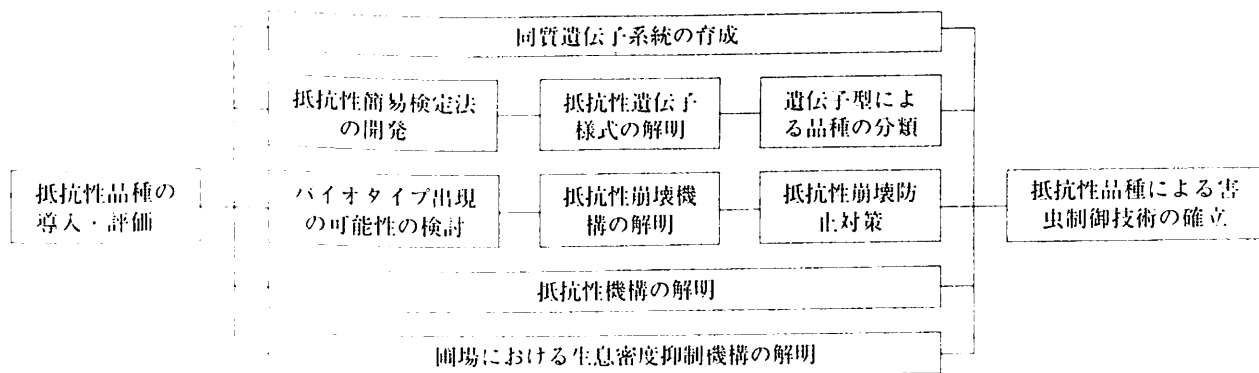 同質遺伝子系統の育成
抵抗性簡易検定法
の開発
抵抗性遺伝子
様式の解明
遺伝子型によ
る品種の分類
抵抗性品種の
導入・評価
バイオタイプ出現
の可能性の検討
抵抗性崩壊機
構の解明
抵抗性崩壊防
止対策
抵抗性品種による害
虫制御技術の確立
抵抗性機構の解明
圃場における生息密度抑制機構の解明